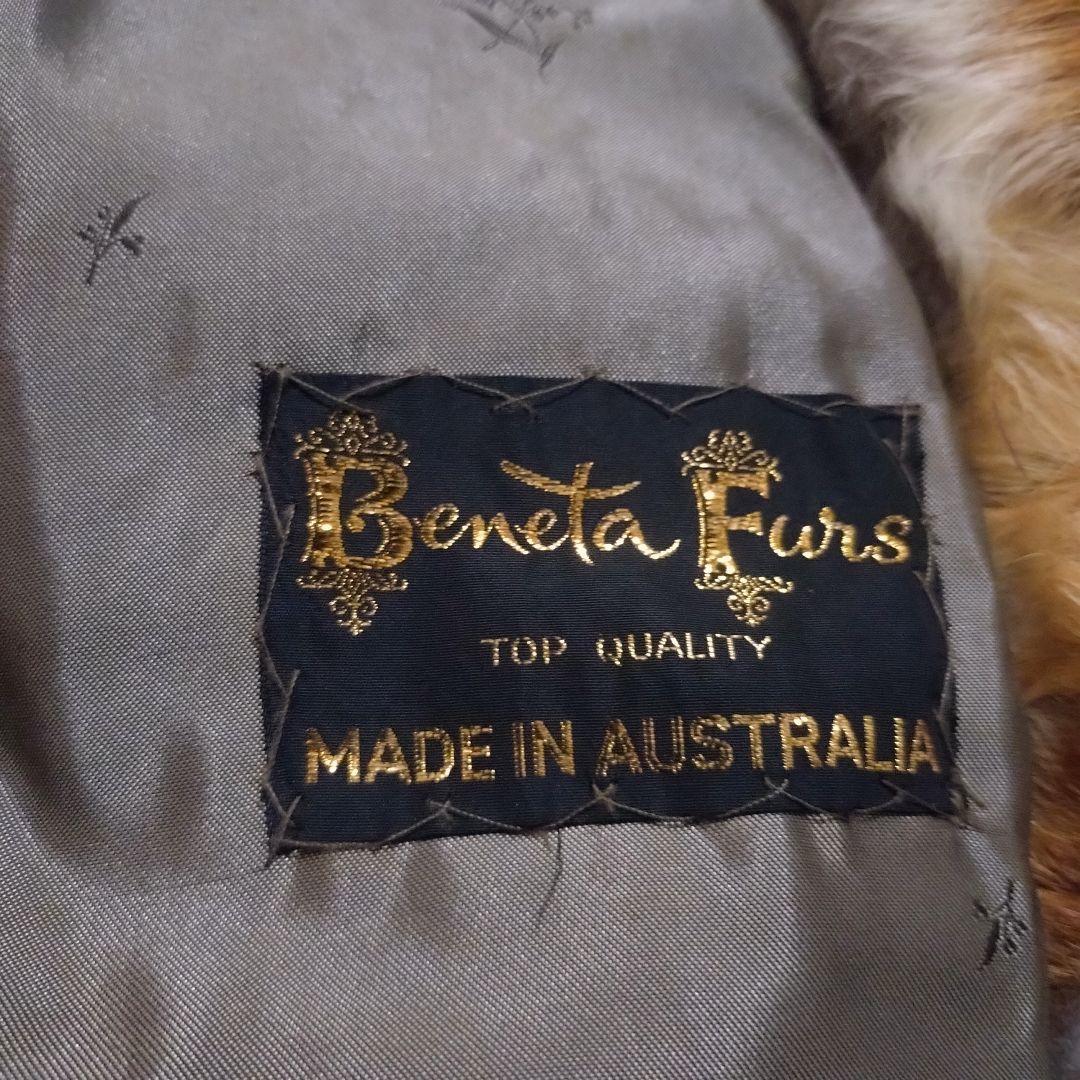 Beneta Furs
TOP QUALITY
MADE IN AUSTRALIA